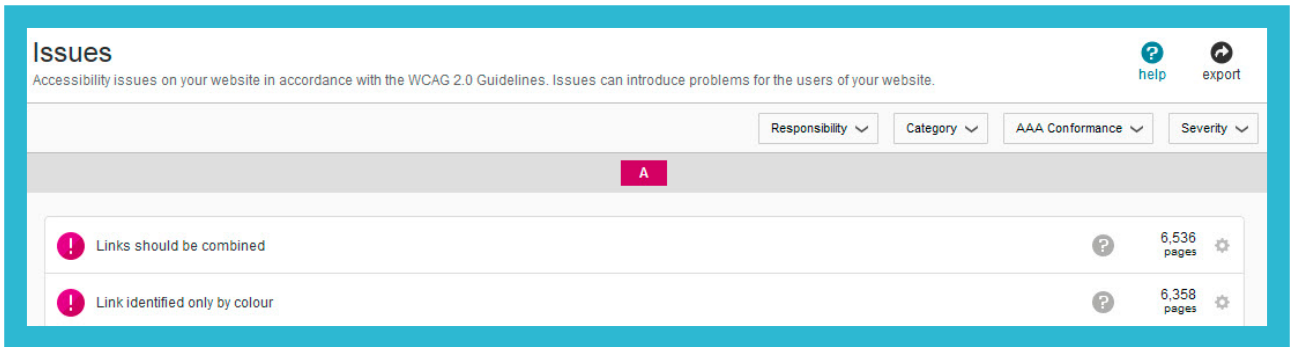 Issues
Accessibility issues on your website in accordance with the WCAG 2.0 Guidelines. Issues can introduce problems for the users of your website.
help
export
Responsibility
Category
AAA Conformance
Severity
A
Links should be combined
6,536
pages
Link identified only by colour
6,358
pages